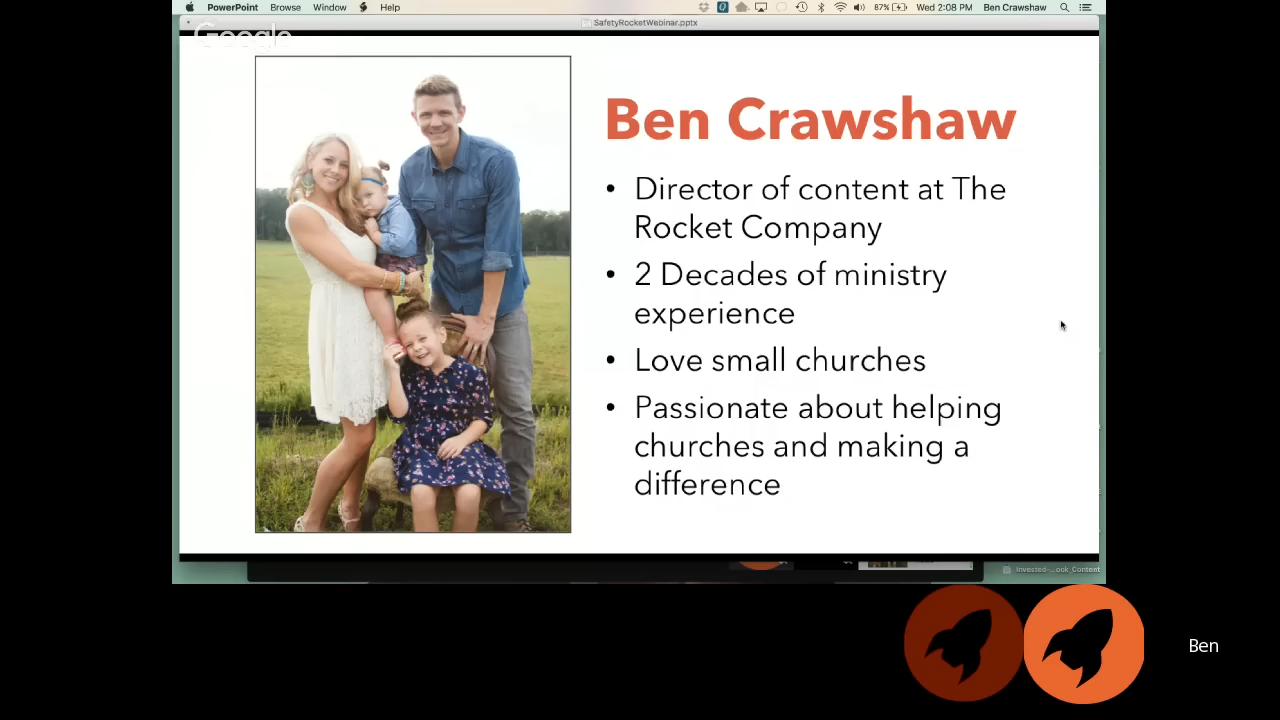 PowerPoint Browse Window Help 87% Wed 2:08 PM Ben Crawshaw
SafetyRocketWebinar.pptx
Google
Ben Crawshaw
• Director of content at The
Rocket Company
• 2 Decades of ministry
experience
• Love small churches
• Passionate about helping
churches and making a
difference
Invested-...ook_Content
Ben